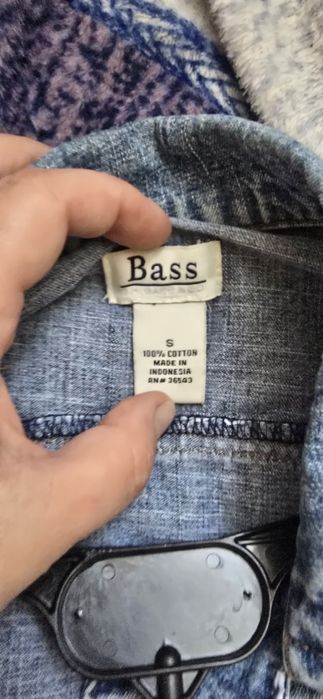 Bass
S
100% COTTON
MADE IN
INDONESIA
RN# 36543